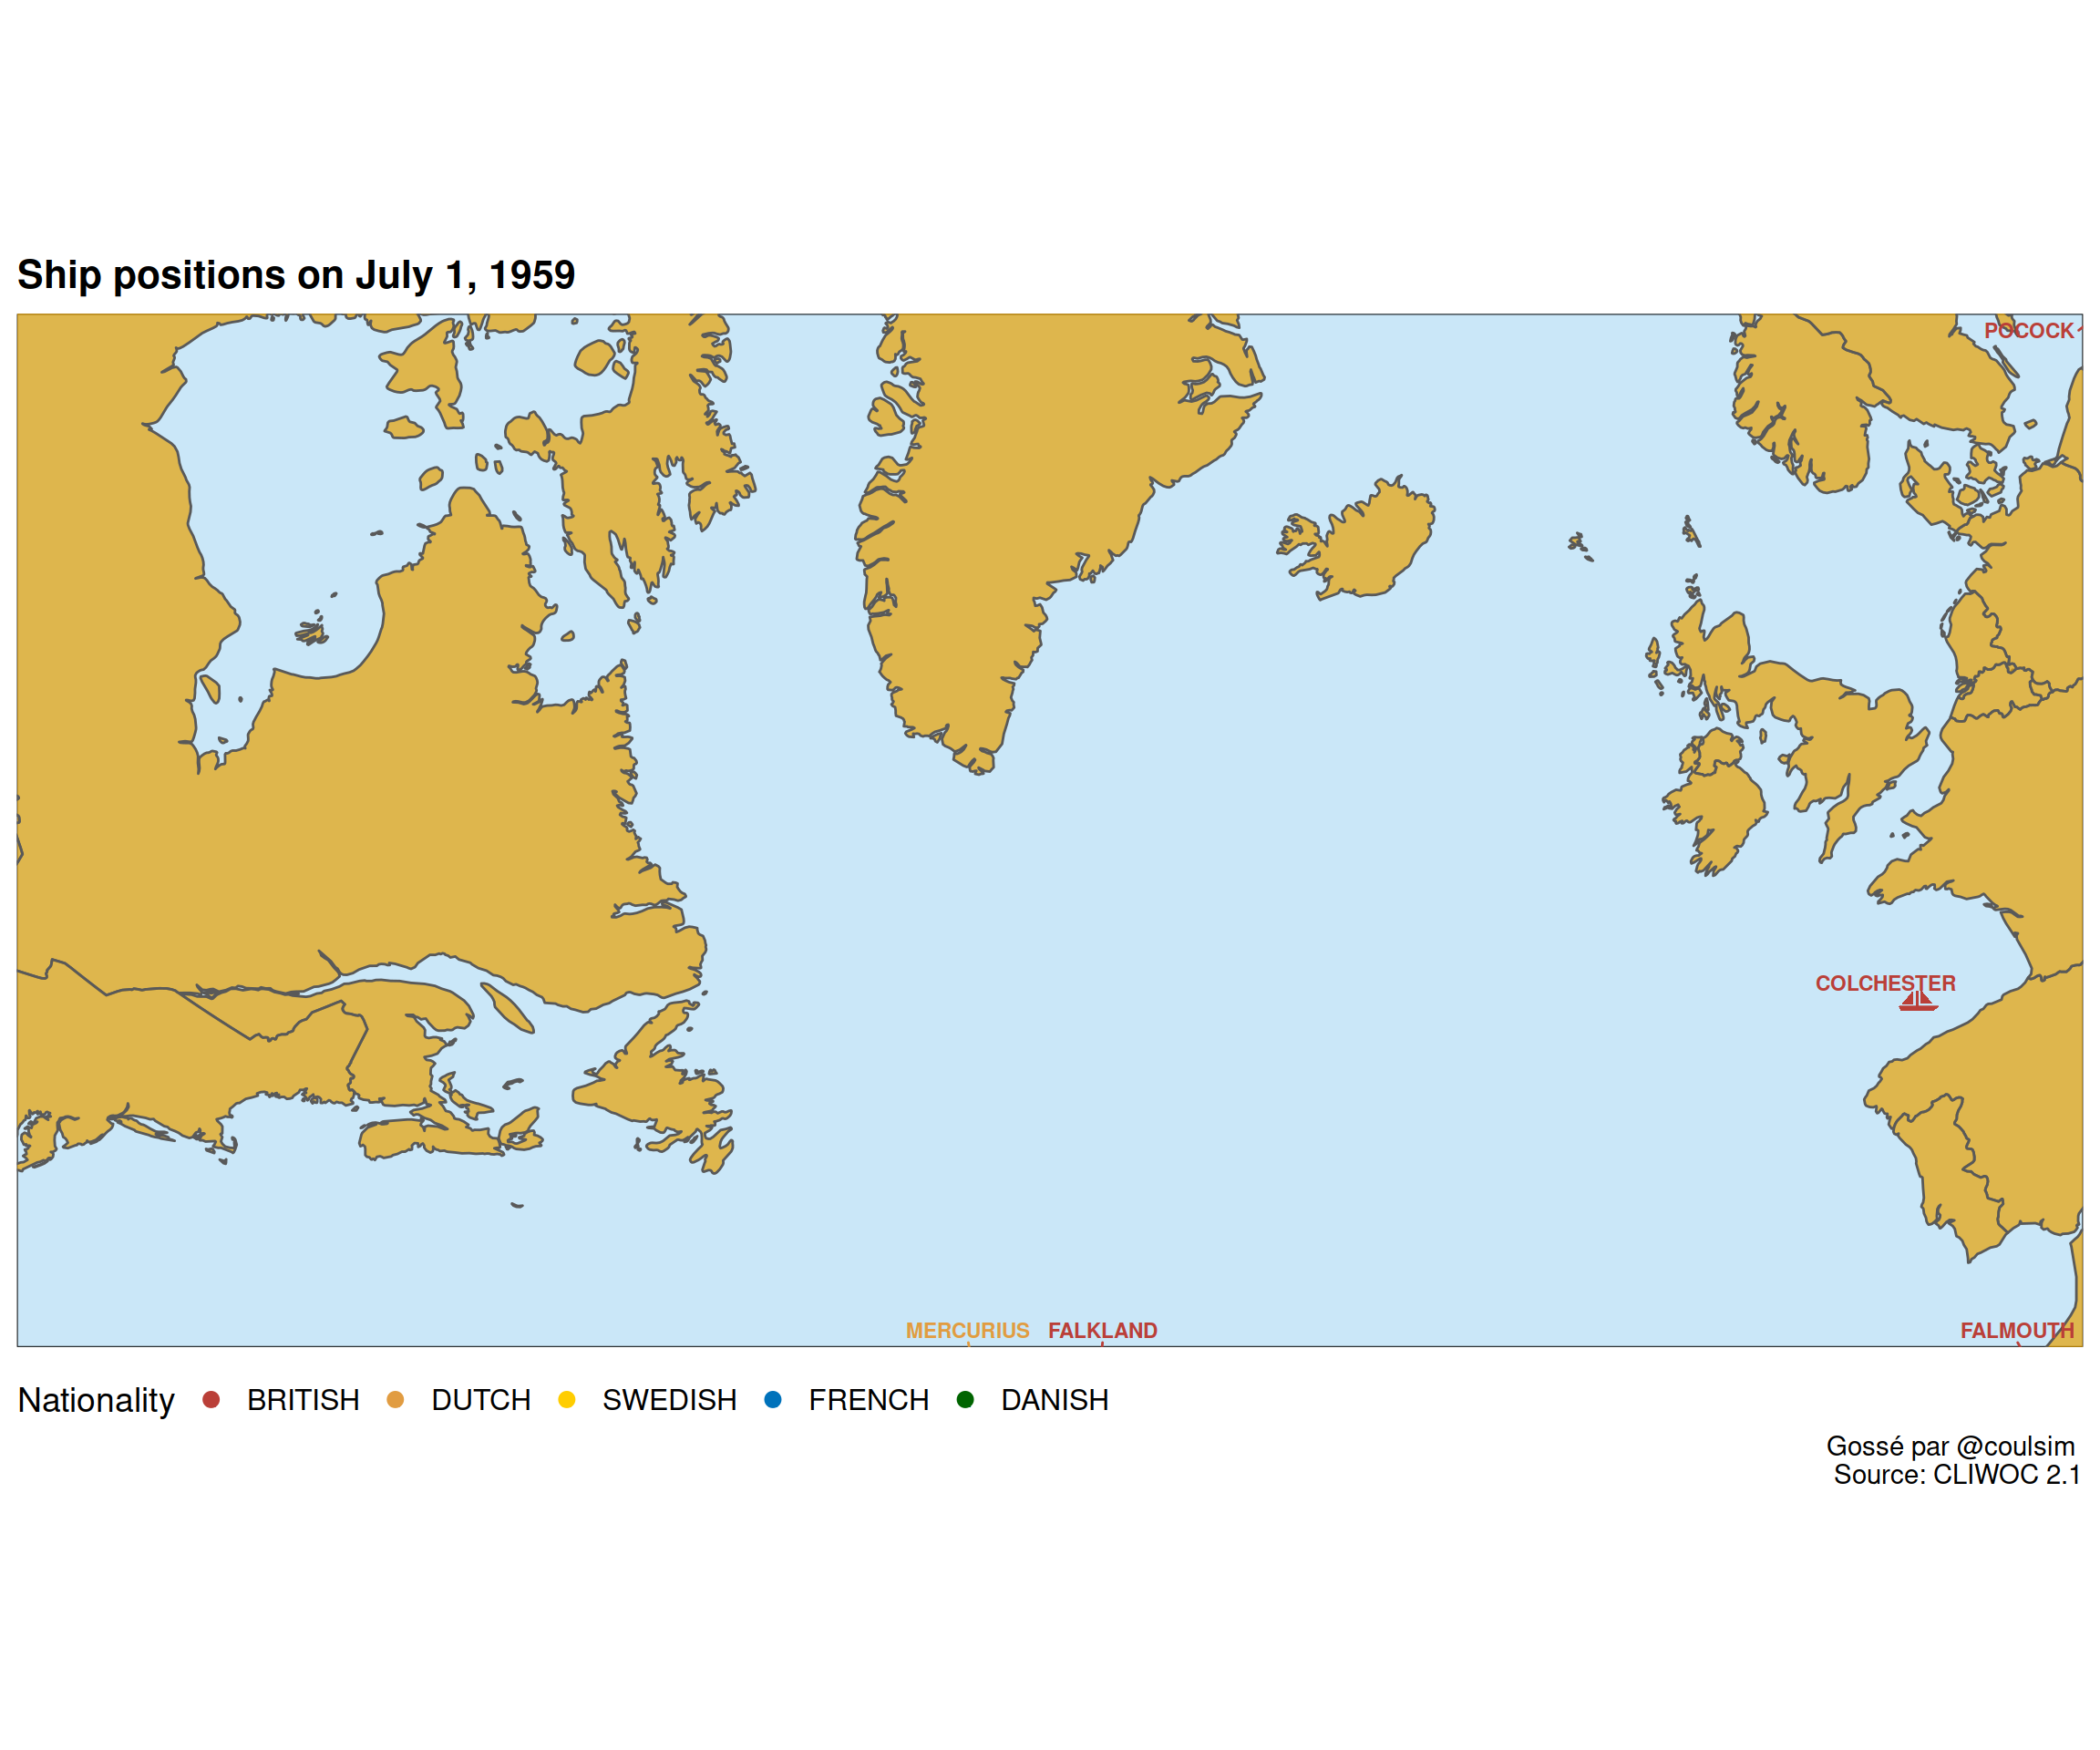 Ship positions on July 1, 1959
POCOCK
COLCHESTER
MERCURIUS
FALKLAND
FALMOUTH
Nationality
BRITISH
DUTCH
SWEDISH
FRENCH
DANISH
Gossé par @coulsim
Source: CLIWOC 2.1